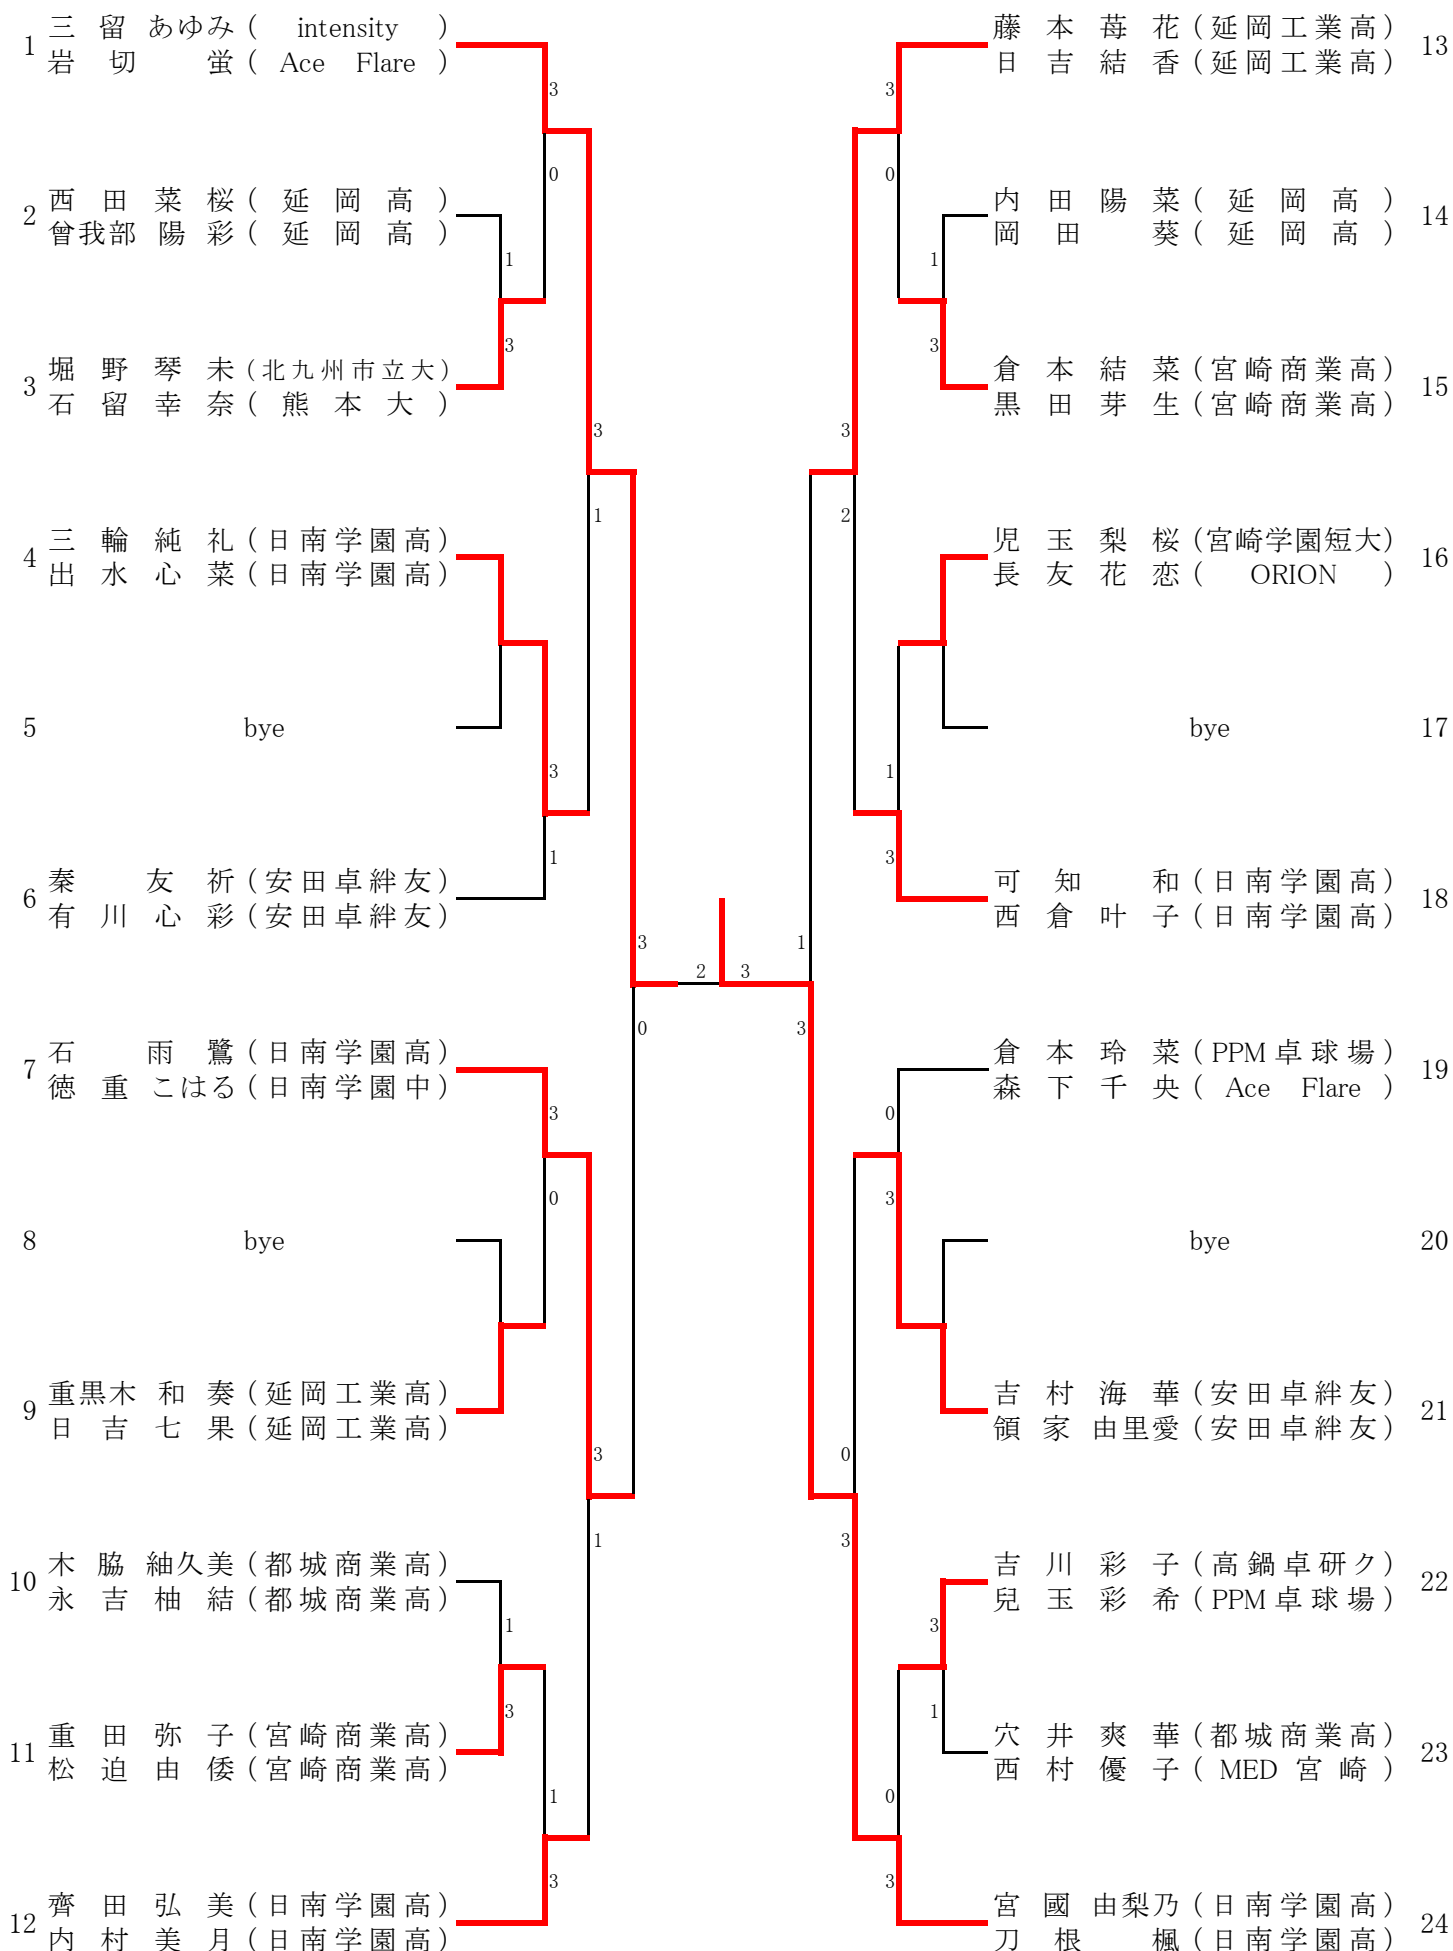 1 三留 あゆみ ( intensity )
岩切 蛍 ( Ace Flare )
3
0
2 西田 菜桜 ( 延岡高 )
曾我部 陽彩 ( 延岡高 )
1
3
3 堀野 琴未 (北九州市立大)
石留 幸奈 ( 熊本大 )
3
1
4 三輪 純礼 (日南学園高)
出水 心菜 (日南学園高)
5 bye
3
1
6 秦 友祈 (安田卓絆友)
有川 心彩 (安田卓絆友)
3
0
7 石 雨鷺 (日南学園高)
徳重 こはる (日南学園中)
3
0
8 bye
9 重黒木 和奏 (延岡工業高)
日吉 七果 (延岡工業高)
3
1
10 木脇 紬久美 (都城商業高)
永吉 柚結 (都城商業高)
1
3
11 重田 弥子 (宮崎商業高)
松迫 由倭 (宮崎商業高)
1
3
12 齊田 弘美 (日南学園高)
内村 美月 (日南学園高)
2 3
藤本 苺花 (延岡工業高) 13
日吉 結香 (延岡工業高)
3
0
内田 陽菜 ( 延岡高 ) 14
岡田 葵 ( 延岡高 )
1
3
倉本 結菜 (宮崎商業高) 15
黒田 芽生 (宮崎商業高)
3
2
児玉 梨桜 (宮崎学園短大) 16
長友 花恋 ( ORION )
bye 17
1
3
可知 和 (日南学園高) 18
西倉 叶子 (日南学園高)
1
3
倉本 玲菜 (PPM卓球場) 19
森下 千央 ( Ace Flare )
0
3
bye 20
吉村 海華 (安田卓絆友) 21
領家 由里愛 (安田卓絆友)
0
3
吉川 彩子 (高鍋卓研ク) 22
兒玉 彩希 (PPM卓球場)
3
1
穴井 爽華 (都城商業高) 23
西村 優子 ( MED宮崎 )
0
3
宮國 由梨乃 (日南学園高) 24
刀根 楓 (日南学園高)